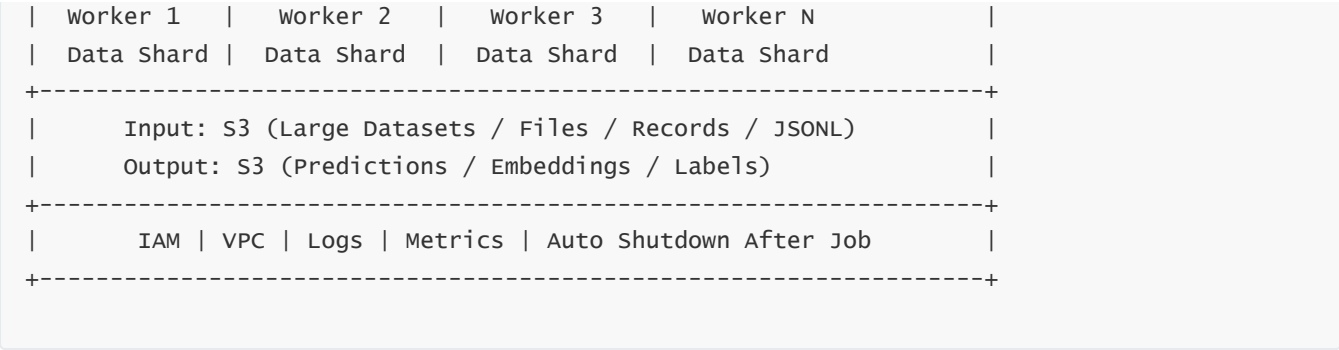 |  Worker 1   |   Worker 2   |   Worker 3   |   Worker N            |
|  Data Shard |  Data Shard  |  Data Shard  |  Data Shard           |
+-------------------------------------------------------------------+
|      Input: S3 (Large Datasets / Files / Records / JSONL)         |
|      Output: S3 (Predictions / Embeddings / Labels)               |
+-------------------------------------------------------------------+
|       IAM | VPC | Logs | Metrics | Auto Shutdown After Job        |
+-------------------------------------------------------------------+